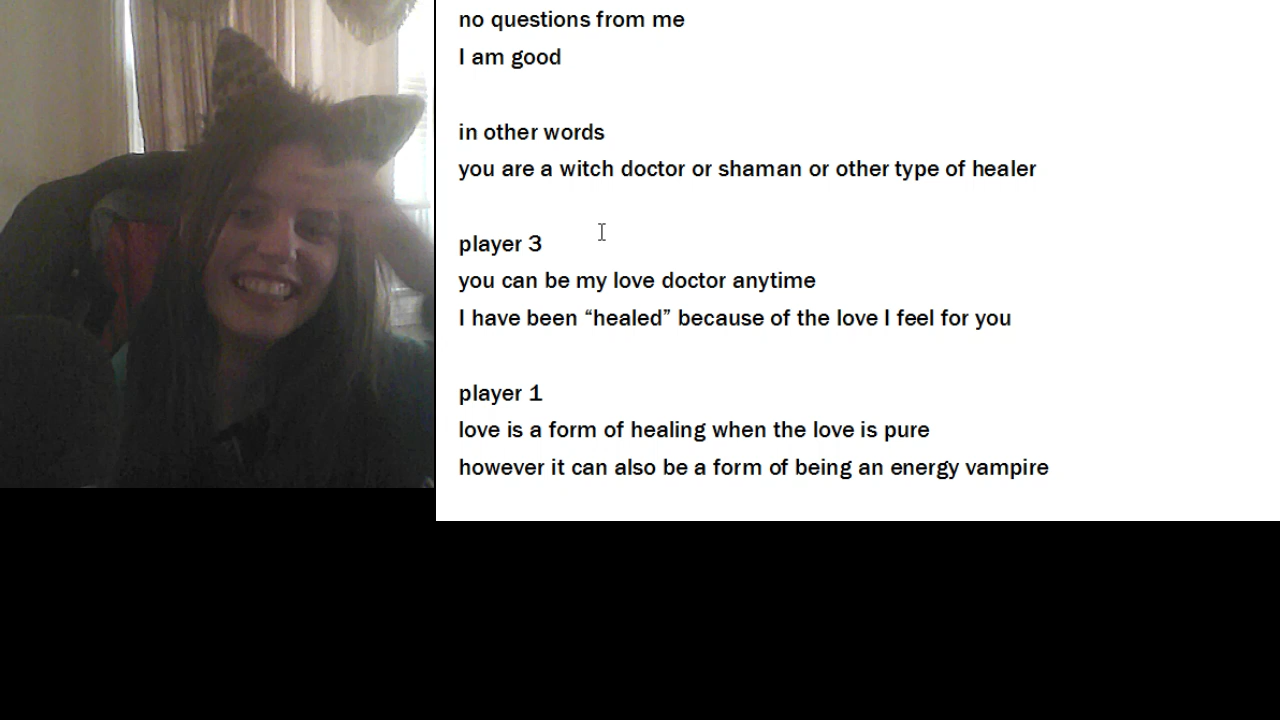 no questions from me
I am good
in other words
you are a witch doctor or shaman or other type of healer
player 3
you can be my love doctor anytime
I have been “healed” because of the love I feel for you
player 1
love is a form of healing when the love is pure
however it can also be a form of being an energy vampire